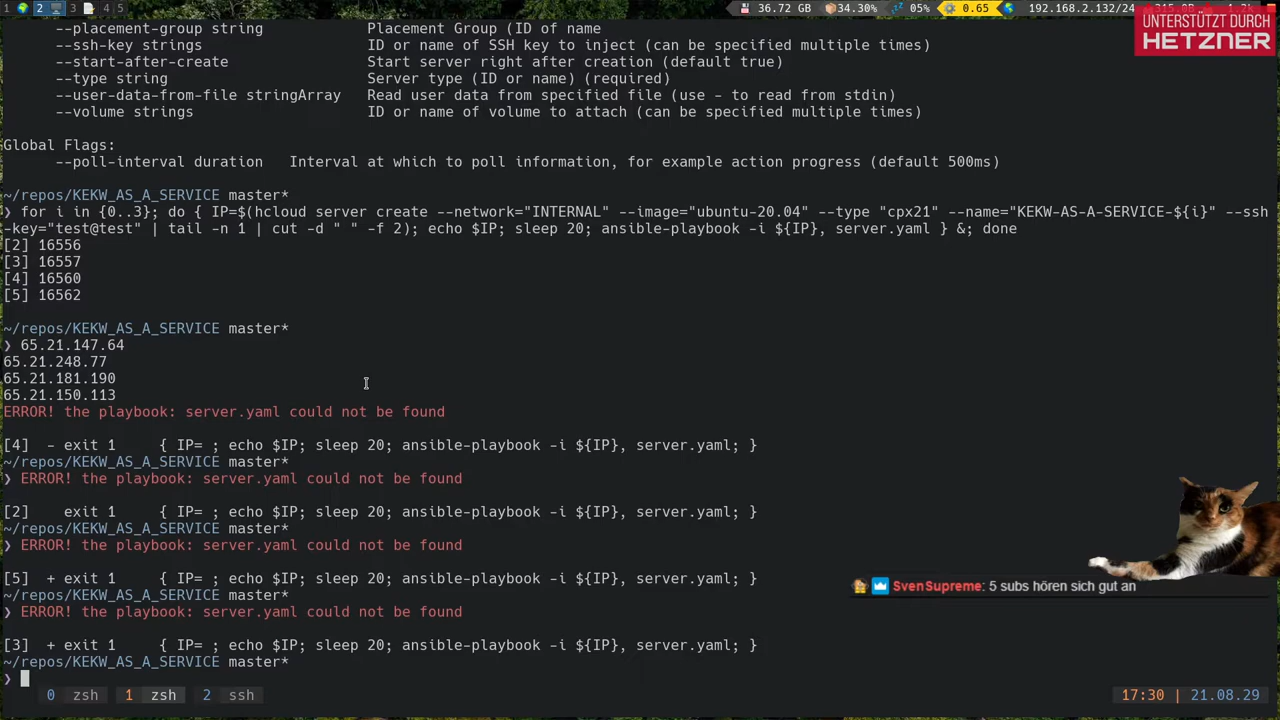 1 2 3 4 5 36.72 GB 34.30% 05% 0.65 192.168.2.132/24 315.0B 1.2k
UNTERSTÜTZT DURCH
HETZNER
--placement-group string Placement Group (ID of name
--ssh-key strings ID or name of SSH key to inject (can be specified multiple times)
--start-after-create Start server right after creation (default true)
--type string Server type (ID or name) (required)
--user-data-from-file stringArray Read user data from specified file (use - to read from stdin)
--volume strings ID or name of volume to attach (can be specified multiple times)
Global Flags:
--poll-interval duration Interval at which to poll information, for example action progress (default 500ms)
~/repos/KEKW_AS_A_SERVICE master*
❯ for i in {0..3}; do { IP=$(hcloud server create --network="INTERNAL" --image="ubuntu-20.04" --type "cpx21" --name="KEKW-AS-A-SERVICE-${i}" --ssh
-key="test@test" | tail -n 1 | cut -d " " -f 2); echo $IP; sleep 20; ansible-playbook -i ${IP}, server.yaml } &; done
[2] 16556
[3] 16557
[4] 16560
[5] 16562
~/repos/KEKW_AS_A_SERVICE master*
❯ 65.21.147.64
65.21.248.77
65.21.181.190
65.21.150.113
ERROR! the playbook: server.yaml could not be found
[4] - exit 1 { IP= ; echo $IP; sleep 20; ansible-playbook -i ${IP}, server.yaml; }
~/repos/KEKW_AS_A_SERVICE master*
❯ ERROR! the playbook: server.yaml could not be found
[2] exit 1 { IP= ; echo $IP; sleep 20; ansible-playbook -i ${IP}, server.yaml; }
~/repos/KEKW_AS_A_SERVICE master*
❯ ERROR! the playbook: server.yaml could not be found
[5] + exit 1 { IP= ; echo $IP; sleep 20; ansible-playbook -i ${IP}, server.yaml; }
SvenSupreme: 5 subs hören sich gut an
~/repos/KEKW_AS_A_SERVICE master*
❯ ERROR! the playbook: server.yaml could not be found
[3] + exit 1 { IP= ; echo $IP; sleep 20; ansible-playbook -i ${IP}, server.yaml; }
~/repos/KEKW_AS_A_SERVICE master*
❯
0 zsh 1 zsh 2 ssh 17:30 | 21.08.29